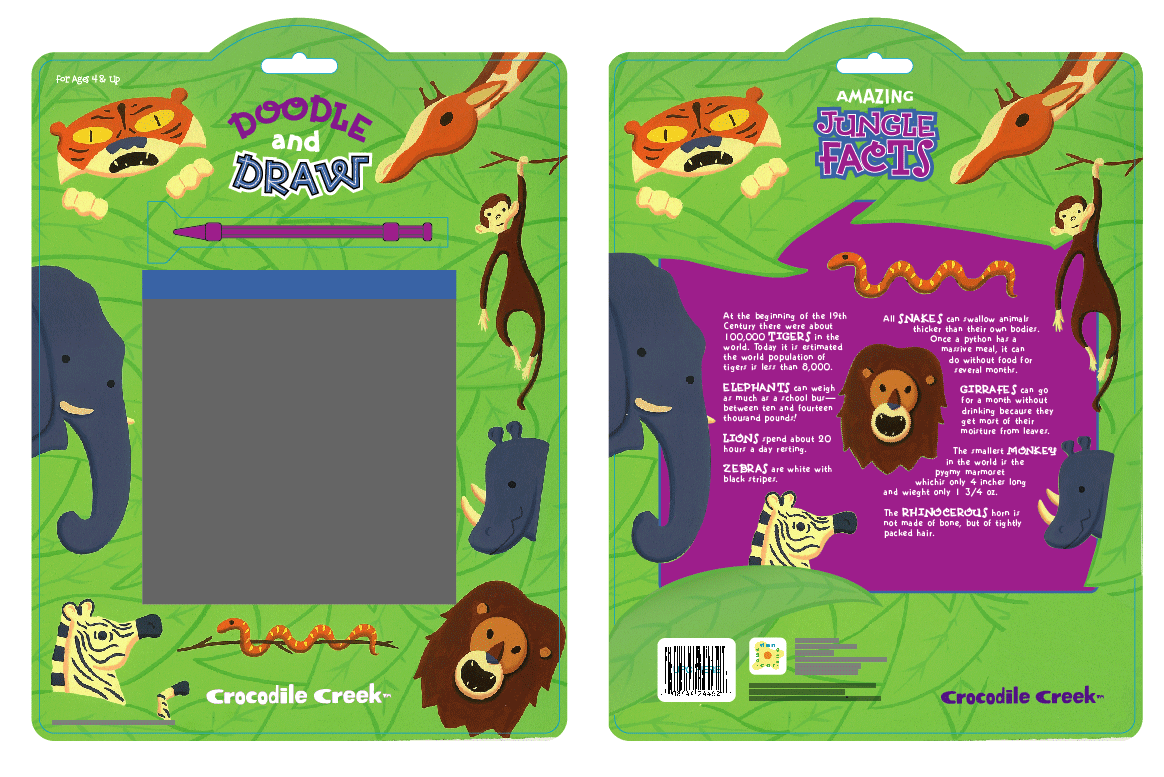 for Ages 4 & Up
DOODLE
and
DRAW
Crocodile Creek™
AMAZING
JUNGLE
FACTS
At the beginning of the 19th
Century there were about
100,000 TIGERS in the
world. Today it is estimated
the world population of
tigers is less than 8,000.
ELEPHANTS can weigh
as much as a school bus—
between ten and fourteen
thousand pounds!
LIONS spend about 20
hours a day resting.
ZEBRAS are white with
black stripes.
All SNAKES can swallow animals
thicker than their own bodies.
Once a python has a
massive meal, it can
do without food for
several months.
GIRRAFES can go
for a month without
drinking because they
get most of their
moisture from leaves.
The smallest MONKEY
in the world is the
pygmy marmoset
whichis only 4 inches long
and wieght only 1 3/4 oz.
The RHINOCEROUS horn is
not made of bone, but of tightly
packed hair.
Crocodile Creek™